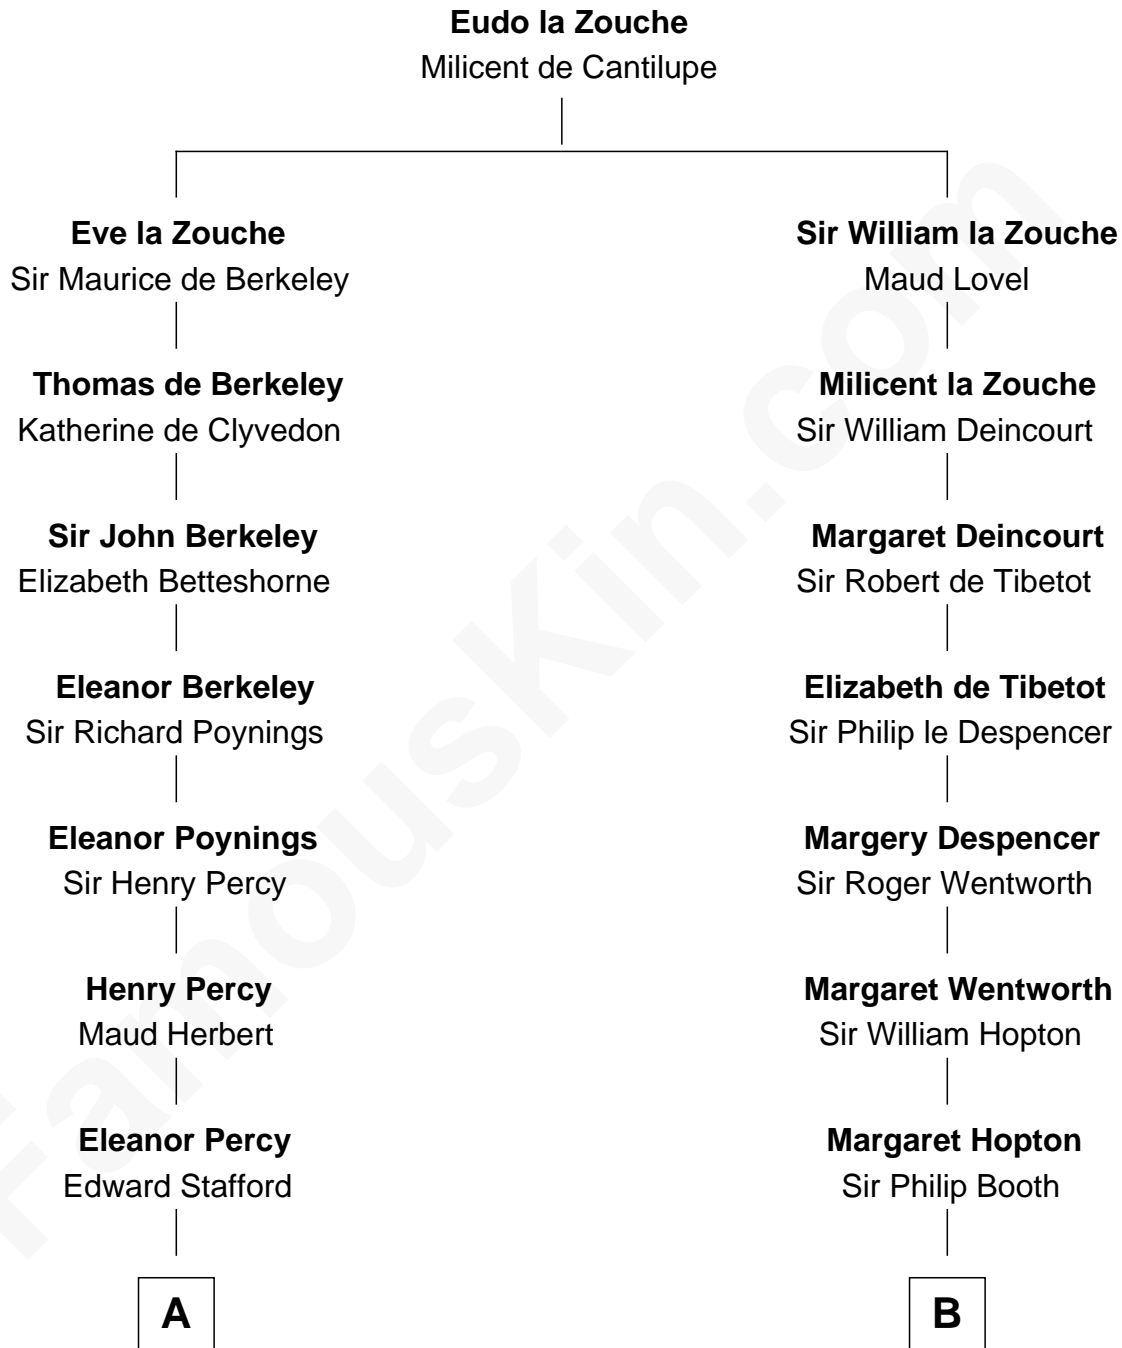 Eudo la Zouche
Milicent de Cantilupe
Eve la Zouche
Sir Maurice de Berkeley
Sir William la Zouche
Maud Lovel
Thomas de Berkeley
Katherine de Clyvedon
Milicent la Zouche
Sir William Deincourt
Sir John Berkeley
Elizabeth Betteshorne
Margaret Deincourt
Sir Robert de Tibetot
Eleanor Berkeley
Sir Richard Poynings
Elizabeth de Tibetot
Sir Philip le Despencer
Eleanor Poynings
Sir Henry Percy
Margery Despencer
Sir Roger Wentworth
Henry Percy
Maud Herbert
Margaret Wentworth
Sir William Hopton
Eleanor Percy
Edward Stafford
Margaret Hopton
Sir Philip Booth
A
B
FamousKin.com